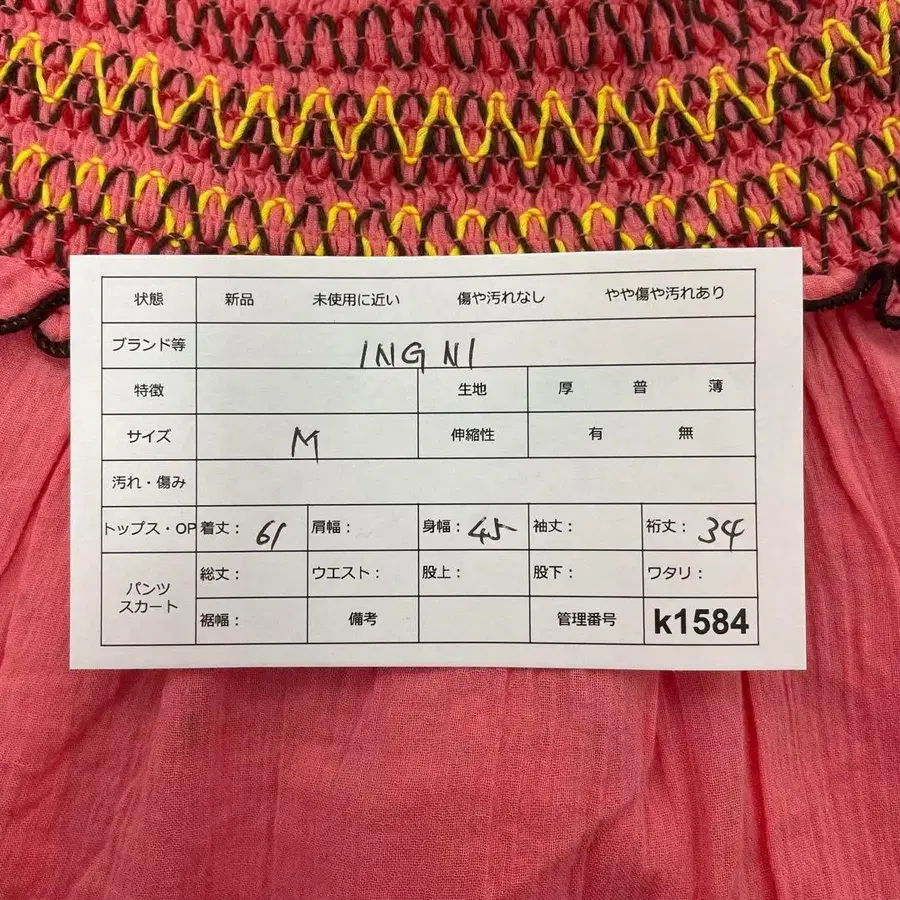 状態 新品 未使用に近い 傷や汚れなし やや傷や汚れあり
ブランド等 INGNI
特徴 生地 厚 普 薄
サイズ M 伸縮性 有 無
汚れ・傷み
トップス・OP 着丈: 61 肩幅: 身幅: 45 袖丈: 裄丈: 34
パンツ スカート 総丈: ウエスト: 股上: 股下: ワタリ:
裾幅: 備考 管理番号 k1584